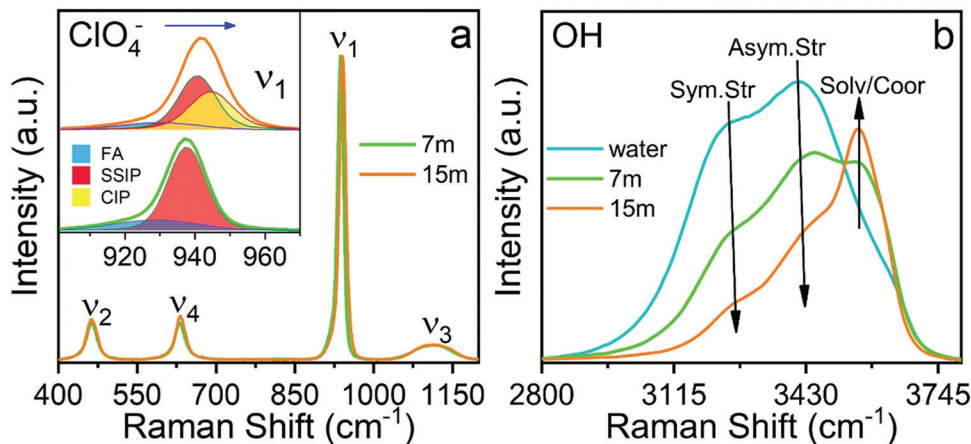 ClO₄⁻
ν₁
FA
SSIP
CIP
920 940 960
a
ν₁
7m
15m
ν₂
ν₄
ν₃
Intensity (a.u.)
400 550 700 850 1000 1150
Raman Shift (cm⁻¹)
OH
b
Asym.Str
Sym.Str
Solv/Coor
water
7m
15m
Intensity (a.u.)
2800 3115 3430 3745
Raman Shift (cm⁻¹)